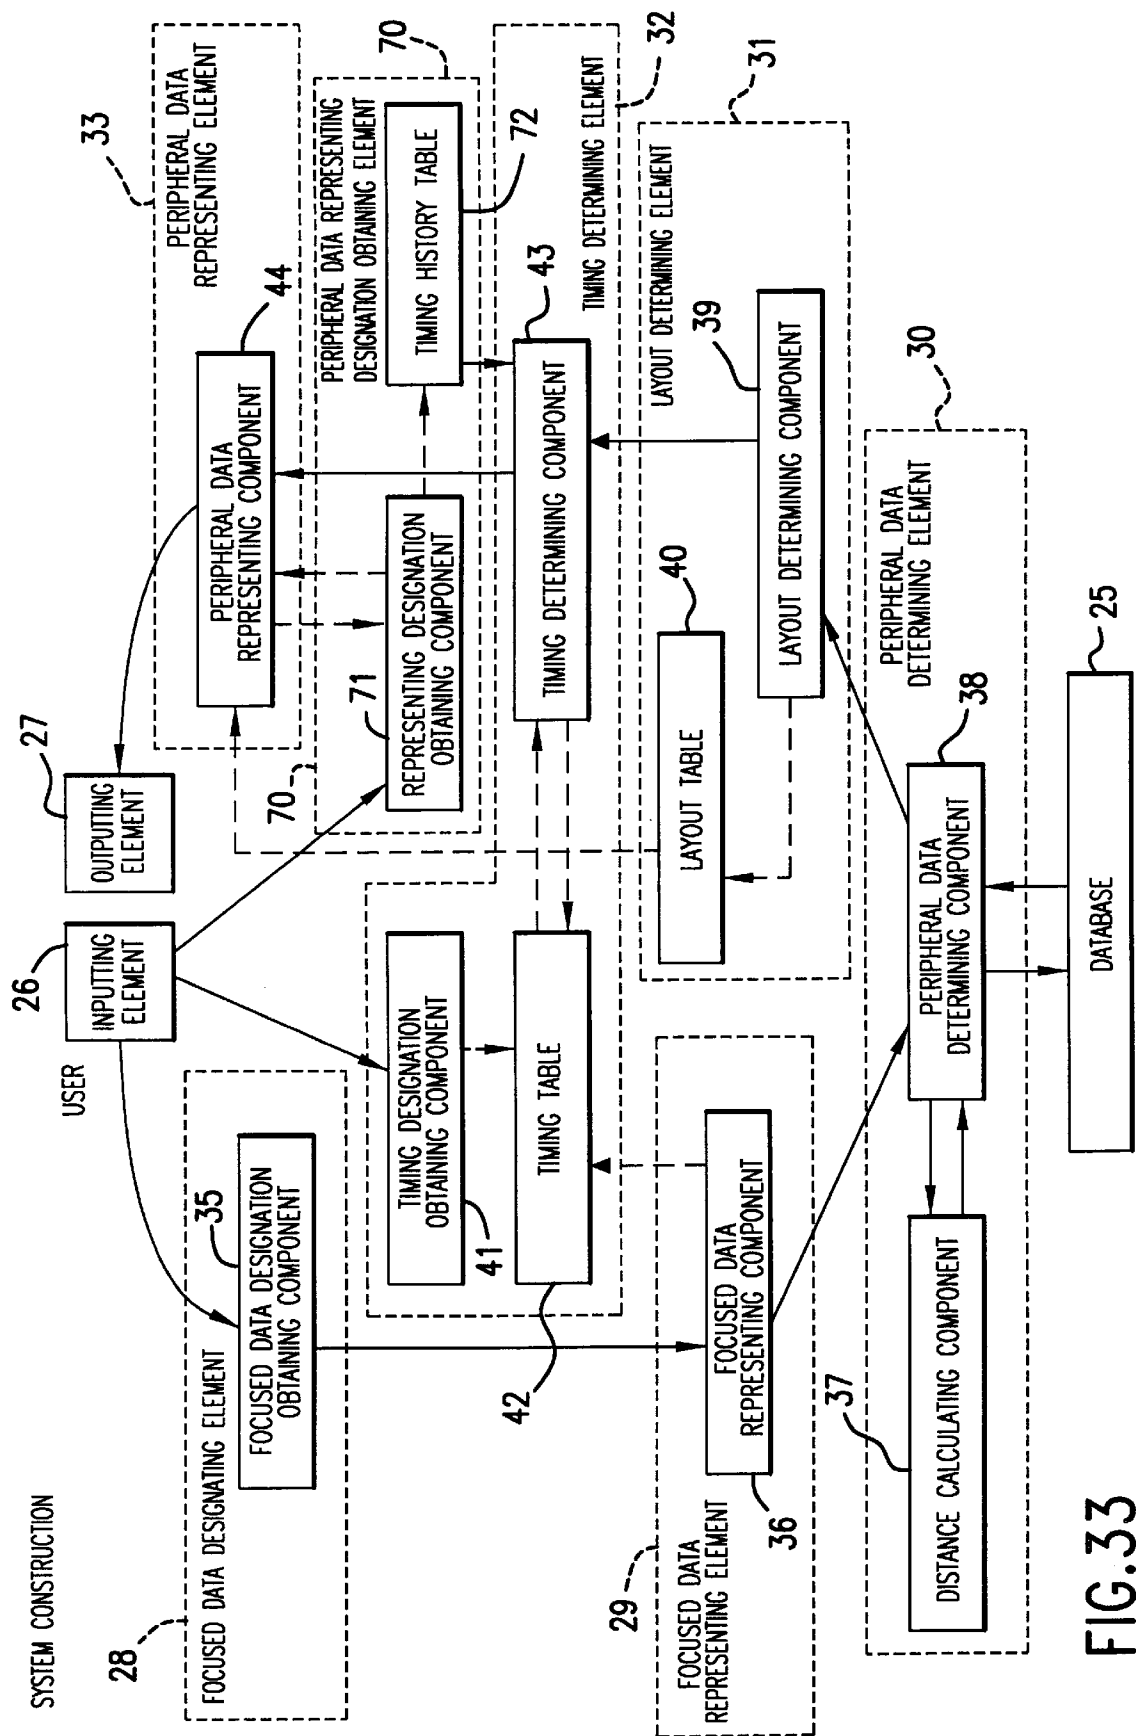 SYSTEM CONSTRUCTION
USER
26
INPUTTING
ELEMENT
27
OUTPUTTING
ELEMENT
33
PERIPHERAL DATA
REPRESENTING ELEMENT
44
PERIPHERAL DATA
REPRESENTING COMPONENT
28
FOCUSED DATA DESIGNATING ELEMENT
35
FOCUSED DATA DESIGNATION
OBTAINING COMPONENT
70
PERIPHERAL DATA REPRESENTING
DESIGNATION OBTAINING ELEMENT
70
71
REPRESENTING DESIGNATION
OBTAINING COMPONENT
TIMING HISTORY TABLE
72
TIMING DESIGNATION
OBTAINING COMPONENT
41
TIMING TABLE
42
43
TIMING DETERMINING COMPONENT
TIMING DETERMINING ELEMENT
32
29
FOCUSED DATA
REPRESENTING ELEMENT
FOCUSED DATA
REPRESENTING COMPONENT
36
LAYOUT DETERMINING ELEMENT
31
40
LAYOUT TABLE
39
LAYOUT DETERMINING COMPONENT
30
PERIPHERAL DATA
DETERMINING ELEMENT
37
DISTANCE CALCULATING COMPONENT
38
PERIPHERAL DATA
DETERMINING COMPONENT
25
DATABASE
FIG.33